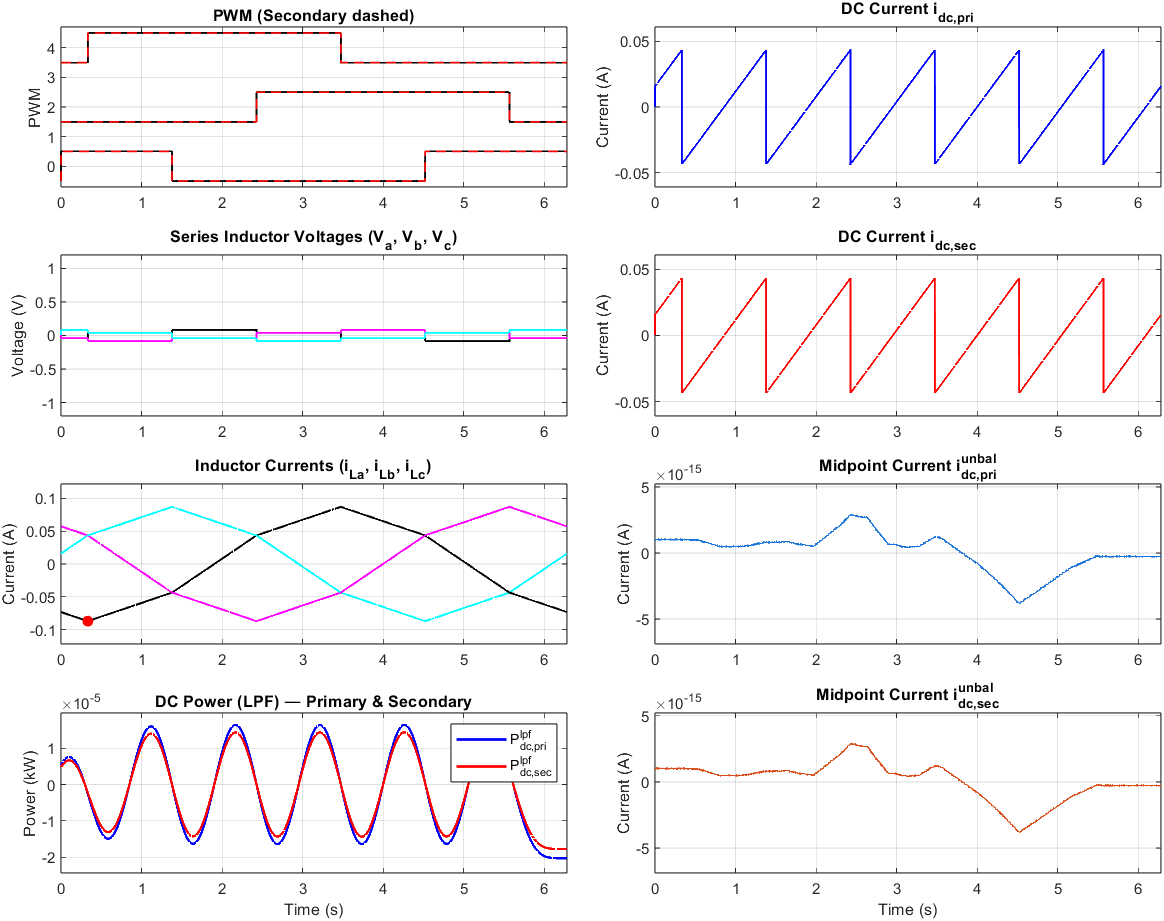 PWM (Secondary dashed)
PWM
4
3
2
1
0
0 1 2 3 4 5 6
DC Current i_dc,pri
Current (A)
0.05
0
-0.05
0 1 2 3 4 5 6
Series Inductor Voltages (V_a, V_b, V_c)
Voltage (V)
1
0.5
0
-0.5
-1
0 1 2 3 4 5 6
DC Current i_dc,sec
Current (A)
0.05
0
-0.05
0 1 2 3 4 5 6
Inductor Currents (i_La, i_Lb, i_Lc)
Current (A)
0.1
0.05
0
-0.05
-0.1
0 1 2 3 4 5 6
×10^-15
Midpoint Current i_dc,pri^unbal
Current (A)
5
0
-5
0 1 2 3 4 5 6
×10^-5
DC Power (LPF) — Primary & Secondary
Power (kW)
1
0
-1
-2
P_dc,pri^lpf
P_dc,sec^lpf
0 1 2 3 4 5 6
Time (s)
×10^-15
Midpoint Current i_dc,sec^unbal
Current (A)
5
0
-5
0 1 2 3 4 5 6
Time (s)